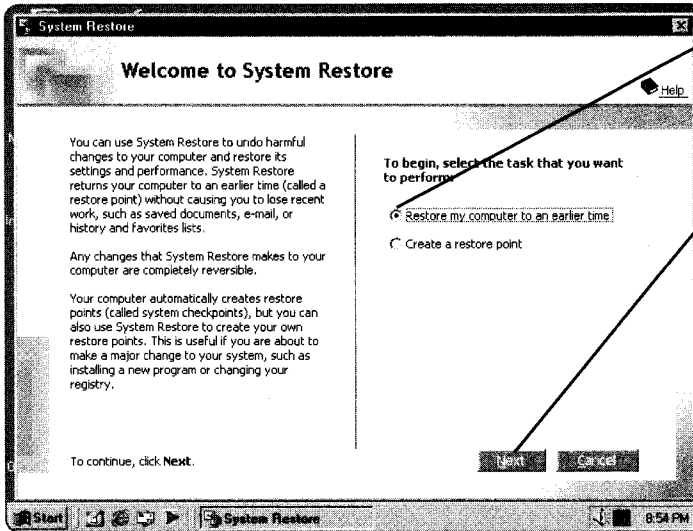 System Restore
Welcome to System Restore
Help
You can use System Restore to undo harmful
changes to your computer and restore its
settings and performance. System Restore
returns your computer to an earlier time (called a
restore point) without causing you to lose recent
work, such as saved documents, e-mail, or
history and favorites lists.
Any changes that System Restore makes to your
computer are completely reversible.
Your computer automatically creates restore
points (called system checkpoints), but you can
also use System Restore to create your own
restore points. This is useful if you are about to
make a major change to your system, such as
installing a new program or changing your
registry.
To continue, click Next.
To begin, select the task that you want
to perform:
Restore my computer to an earlier time
Create a restore point
Next
Cancel
Start
System Restore
8:54 PM